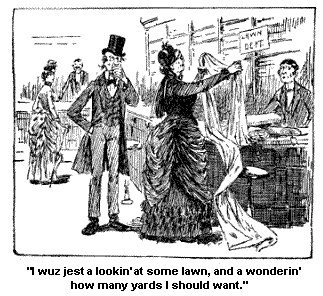 LAWN
DEPT.
"I wuz jest a lookin' at some lawn, and a wonderin'
how many yards I should want."